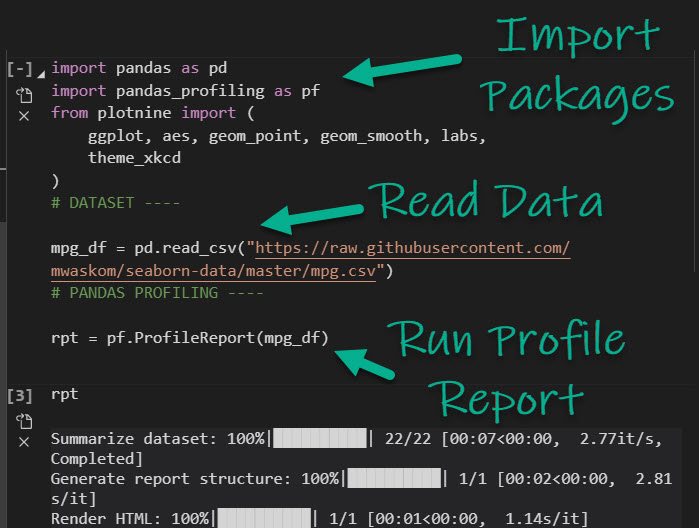 Import
Packages
[-] import pandas as pd
import pandas_profiling as pf
from plotnine import (
    ggplot, aes, geom_point, geom_smooth, labs,
    theme_xkcd
)
# DATASET ----
Read Data
mpg_df = pd.read_csv("https://raw.githubusercontent.com/
mwaskom/seaborn-data/master/mpg.csv")
# PANDAS PROFILING ----
rpt = pf.ProfileReport(mpg_df)
Run Profile
Report
[3] rpt
Summarize dataset: 100%|██████████| 22/22 [00:07<00:00,  2.77it/s,
Completed]
Generate report structure: 100%|██████████| 1/1 [00:02<00:00,  2.81
s/it]
Render HTML: 100%|██████████| 1/1 [00:01<00:00,  1.14s/it]